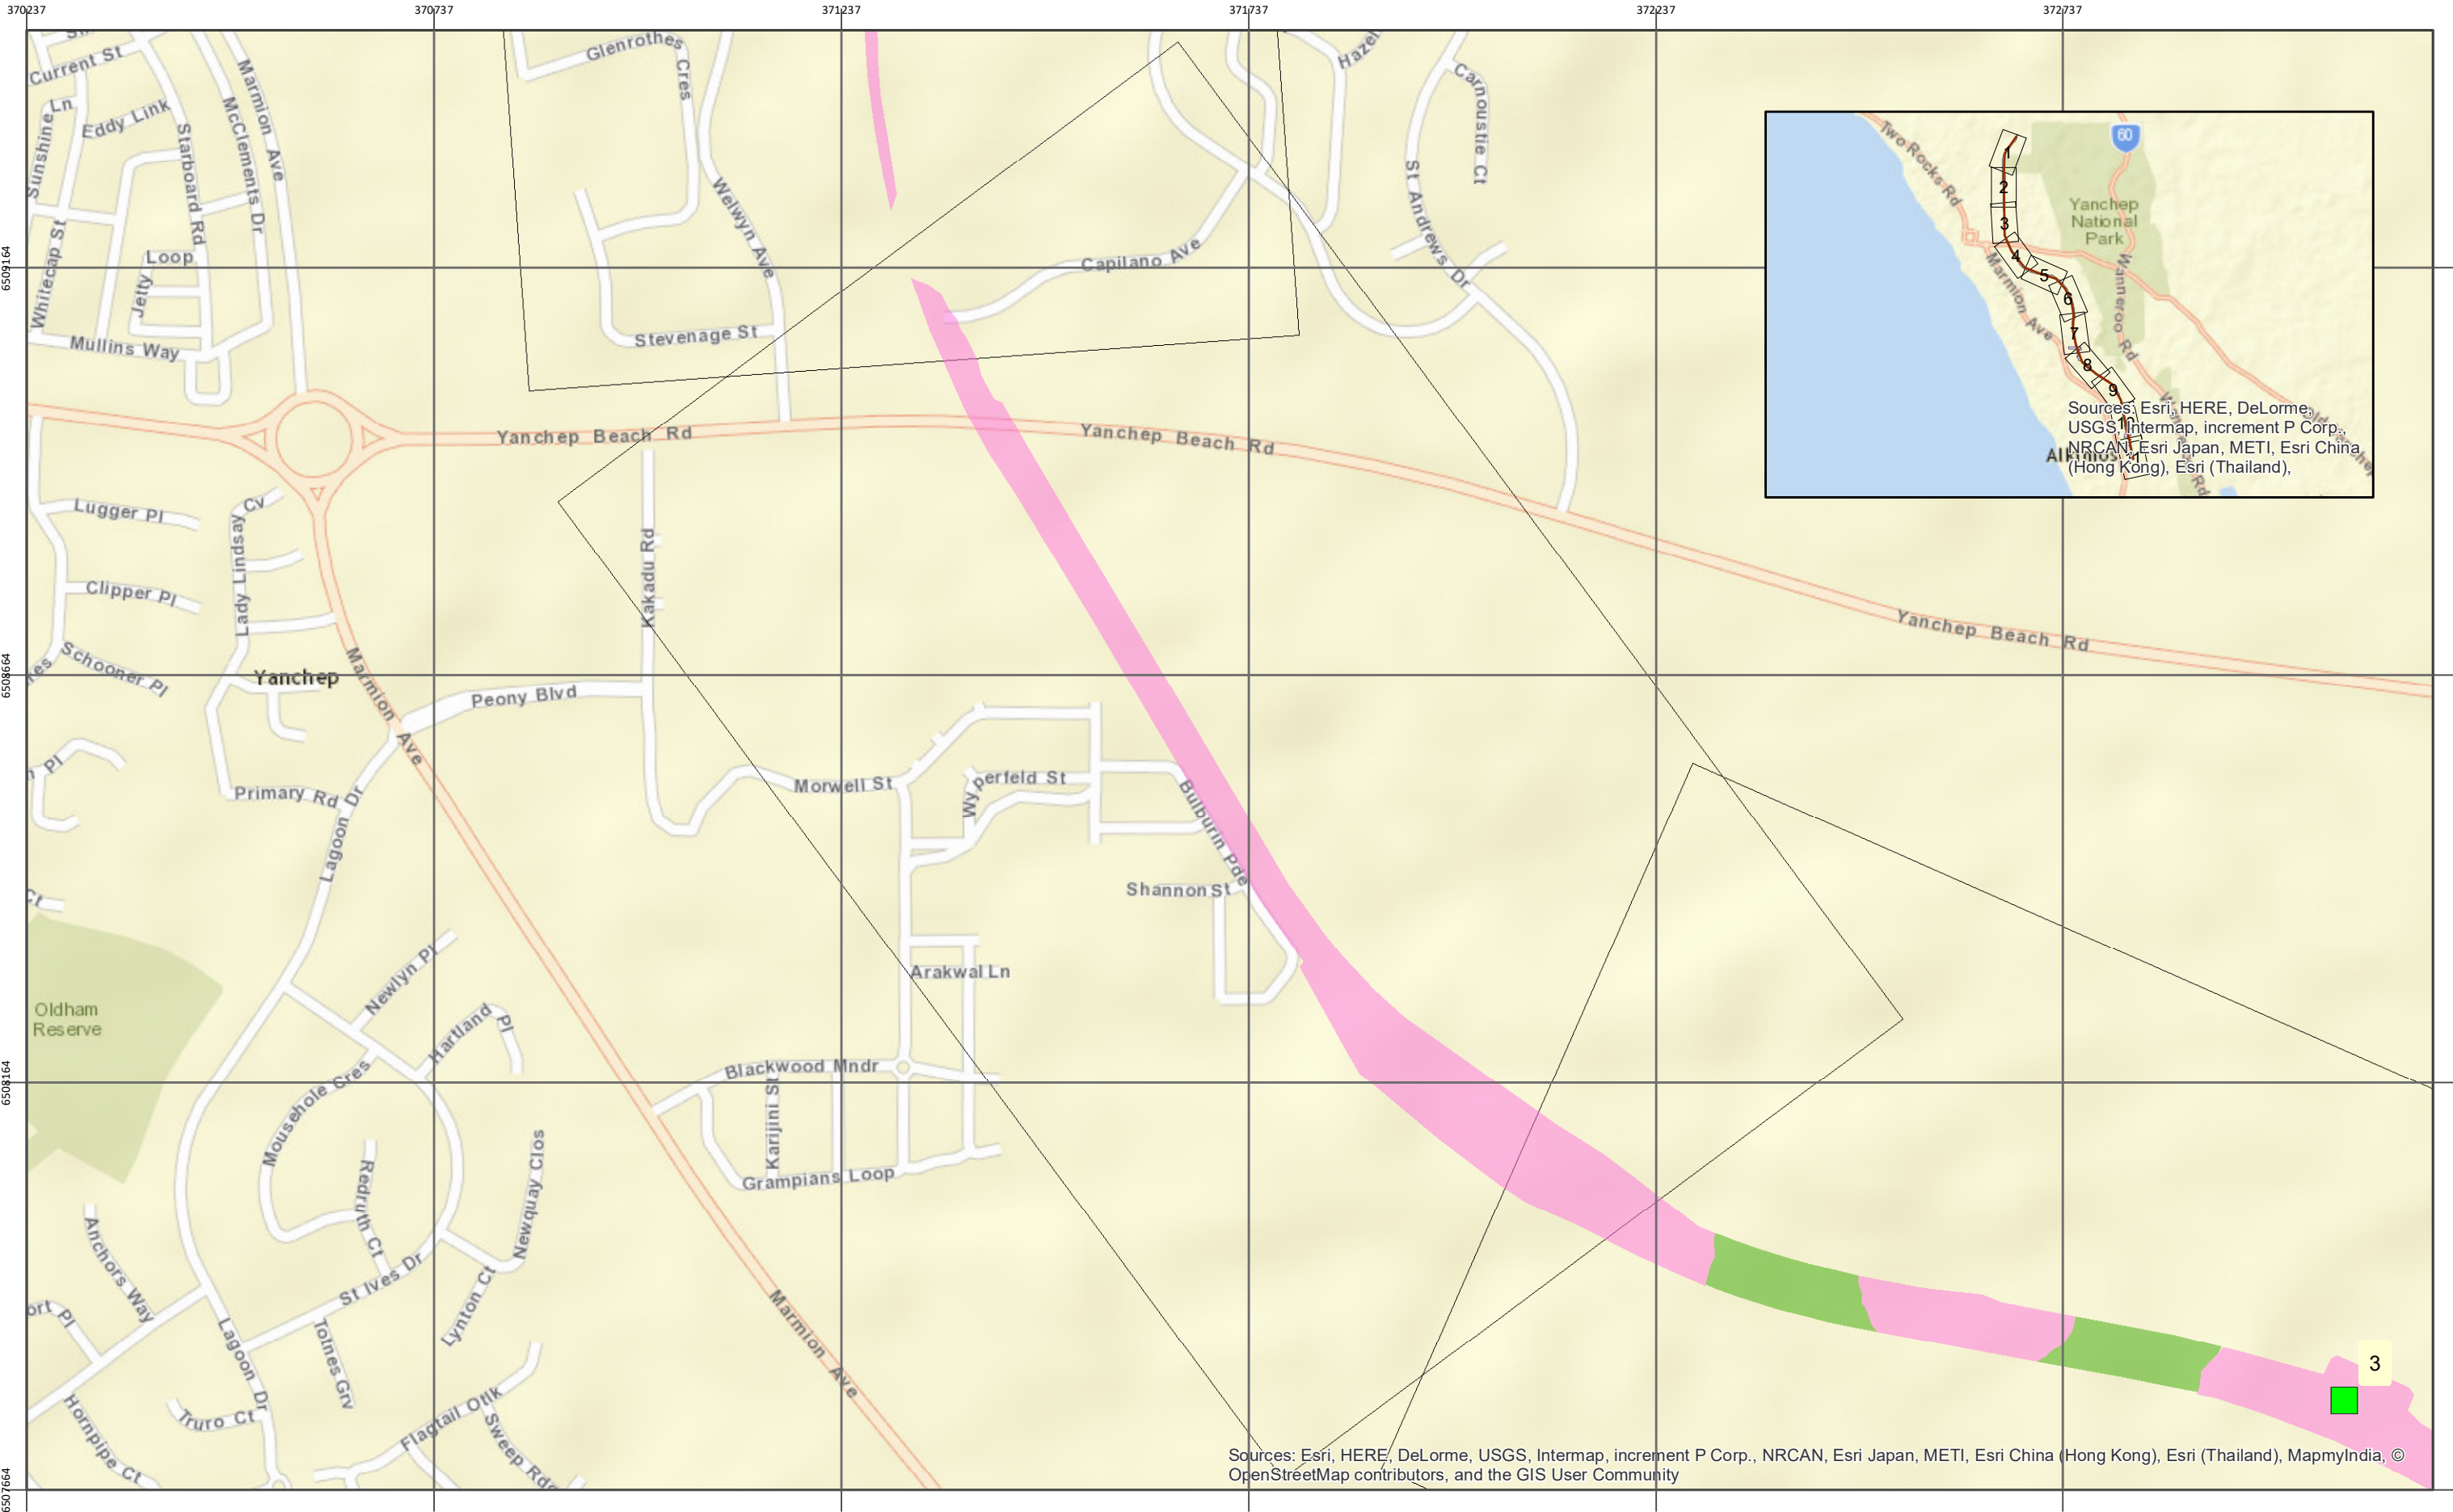 370237
370737
371237
371737
372237
372737
6509164
6508664
6508164
6507664
Current St
Ln
Eddy Link
Sunshine
Whitecap St
Starboard Rd
McClements Dr
Marmion Ave
Loop
Jetty
Mullins Way
Glenrothes
Cres
Welwyn Ave
Stevenage St
Capilano Ave
St Andrews Dr
Carnoustie Ct
Yanchep Beach Rd
Yanchep Beach Rd
Yanchep Beach Rd
Lugger Pl
Clipper Pl
Schooner Pl
Lady Linusay
Cv
Yanchep
Marmion Ave
Peony Blvd
Kakadu Rd
Primary Rd
Lagoon Dr
Pl
Ct
Morwell St
Wyperfeld St
Bulburin Pde
Shannon St
Arakwal Ln
Oldham
Reserve
Newlyn Pl
Hartland Pl
Mousehole Cres
Blackwood Mndr
Karijini St
Grampians Loop
Redruth Ct
Newquay Clos
Anchors Way
St Ives Dr
Lynton Ct
Totnes Grv
Lagoon Dr
Marmion Ave
Pl
Truro Ct
Hornpipe Ct
Flagtail Otlk
Sweep Rde
3
Two Rocks Rd
60
Yanchep
National
Park
Marmion Ave
Wanneroo Rd
1
2
3
4
5
6
7
8
9
Sources: Esri, HERE, DeLorme,
USGS, Intermap, increment P Corp.,
NRCAN, Esri Japan, METI, Esri China
(Hong Kong), Esri (Thailand),
Sources: Esri, HERE, DeLorme, USGS, Intermap, increment P Corp., NRCAN, Esri Japan, METI, Esri China (Hong Kong), Esri (Thailand), MapmyIndia, ©
OpenStreetMap contributors, and the GIS User Community